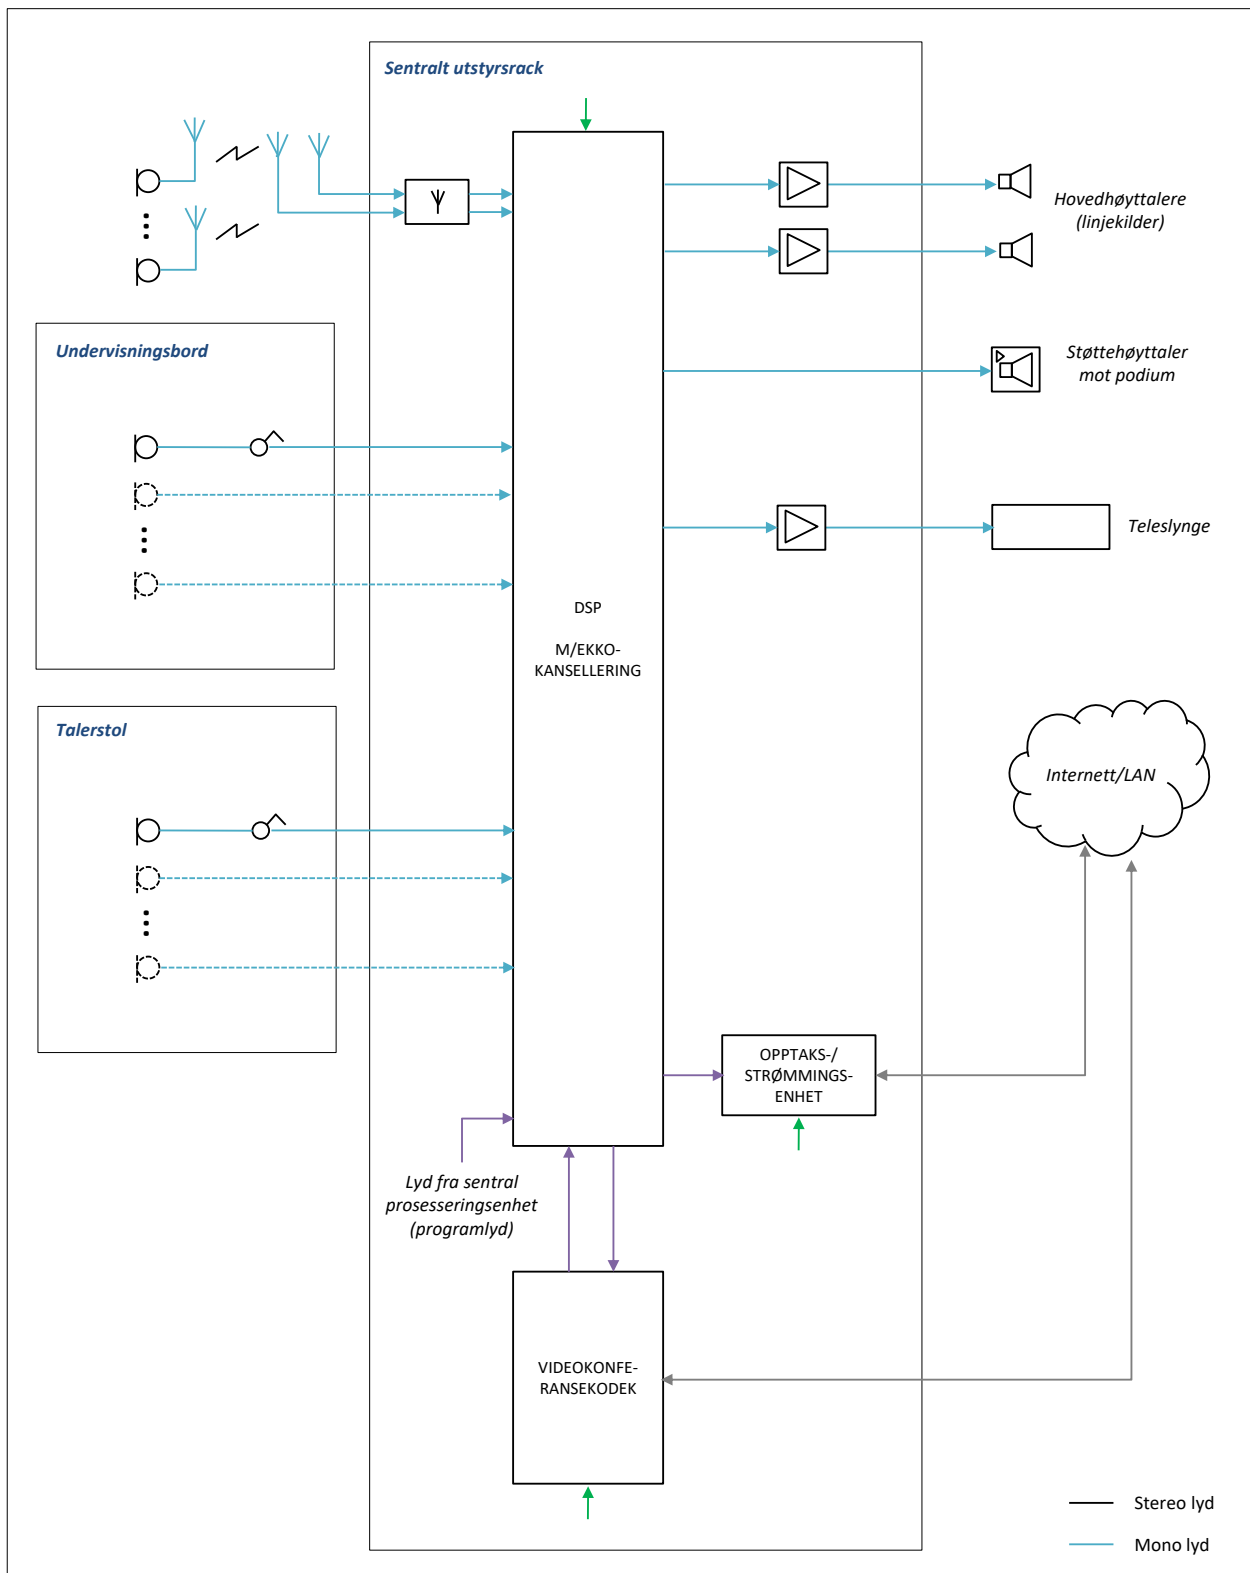 Sentralt utstyrsrack
Hovedhøyttalere
(linjekilder)
Undervisningsbord
Støttehøyttaler
mot podium
Teleslynge
DSP
M/EKKO-
KANSELLERING
Talerstol
Internett/LAN
OPPTAKS-/
STRØMMINGS-
ENHET
Lyd fra sentral
prosesseringsenhet
(programlyd)
VIDEOKONFE-
RANSEKODEK
Stereo lyd
Mono lyd